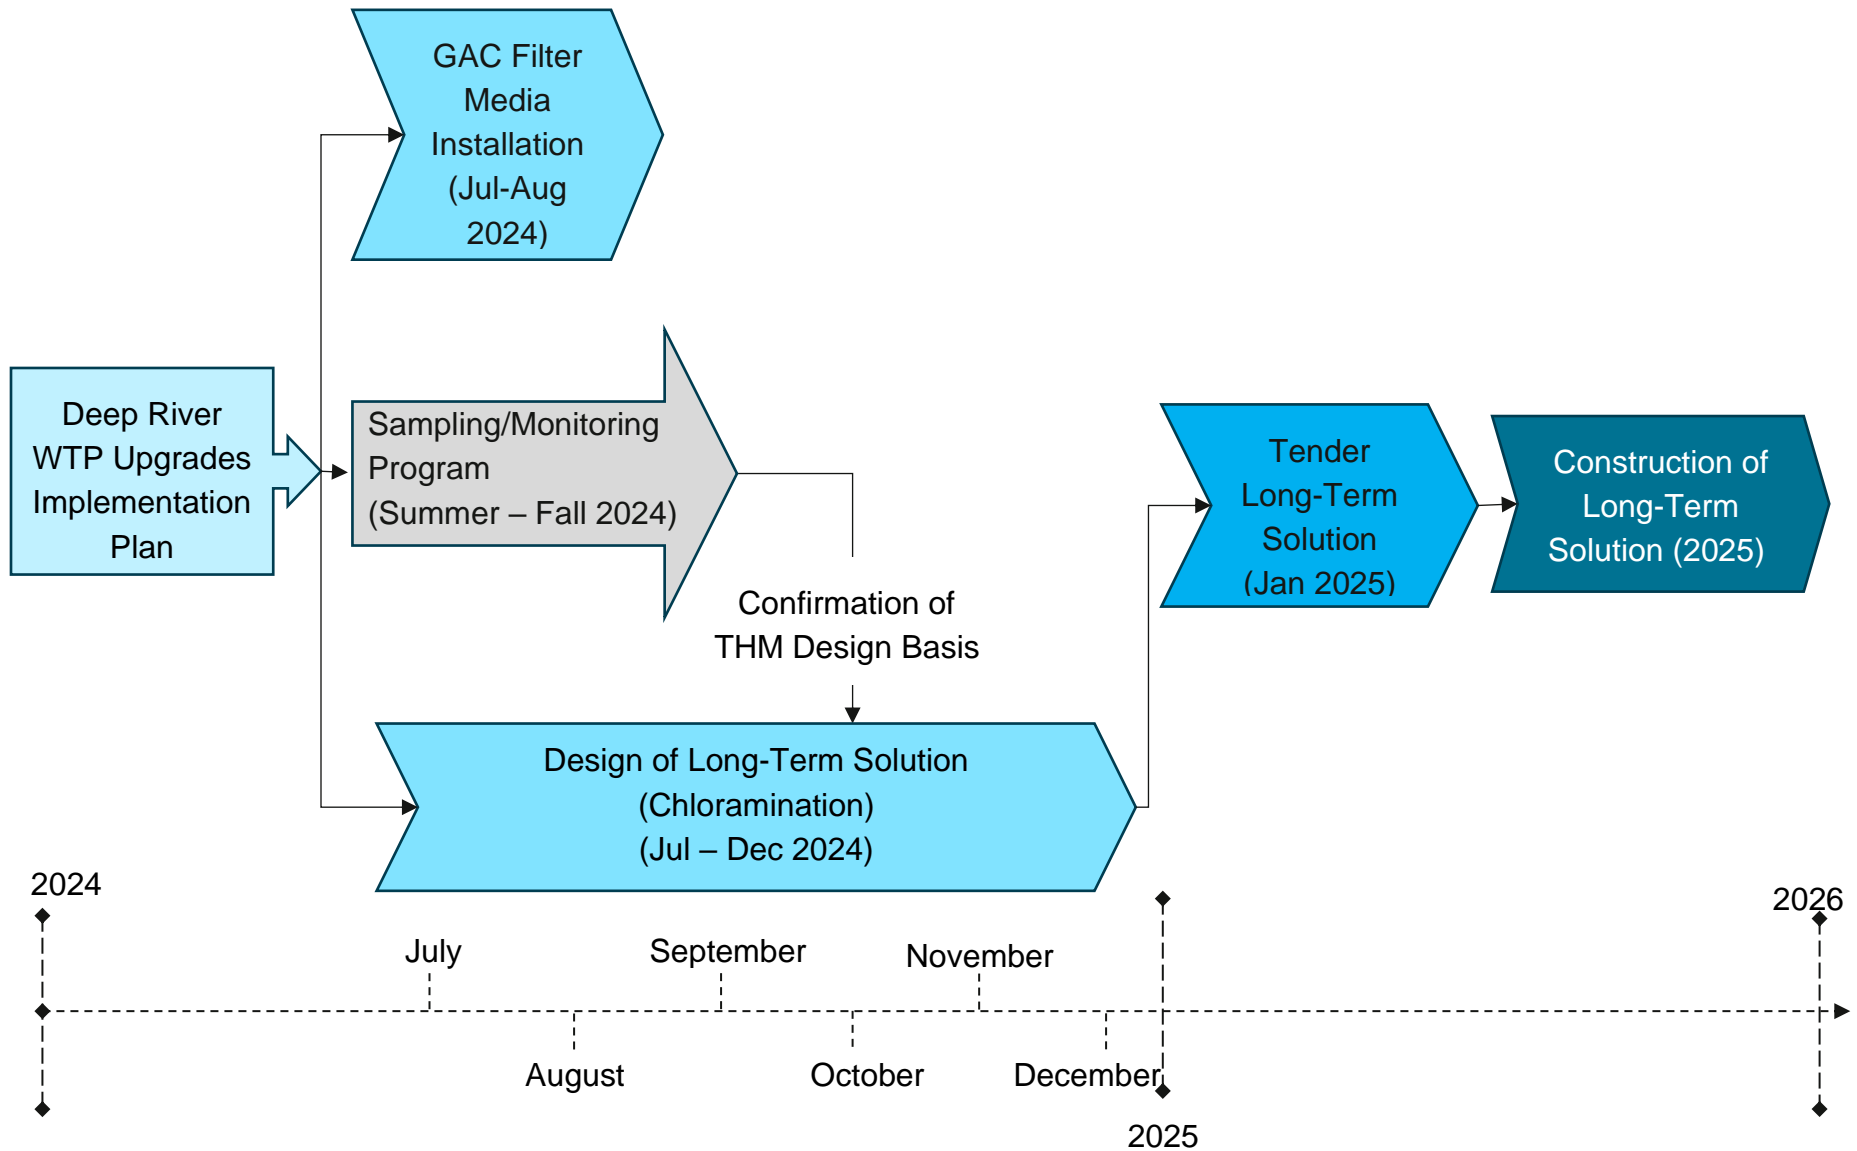 GAC Filter
Media
Installation
(Jul-Aug
2024)
Deep River
WTP Upgrades
Implementation
Plan
Sampling/Monitoring
Program
(Summer – Fall 2024)
Confirmation of
THM Design Basis
Tender
Long-Term
Solution
(Jan 2025)
Construction of
Long-Term
Solution (2025)
Design of Long-Term Solution
(Chloramination)
(Jul – Dec 2024)
2024
2026
July
September
November
August
October
December
2025